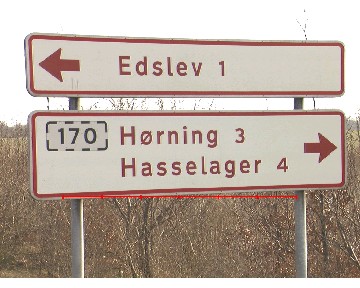 Edslev 1
170 Hørning 3
Hasselager 4